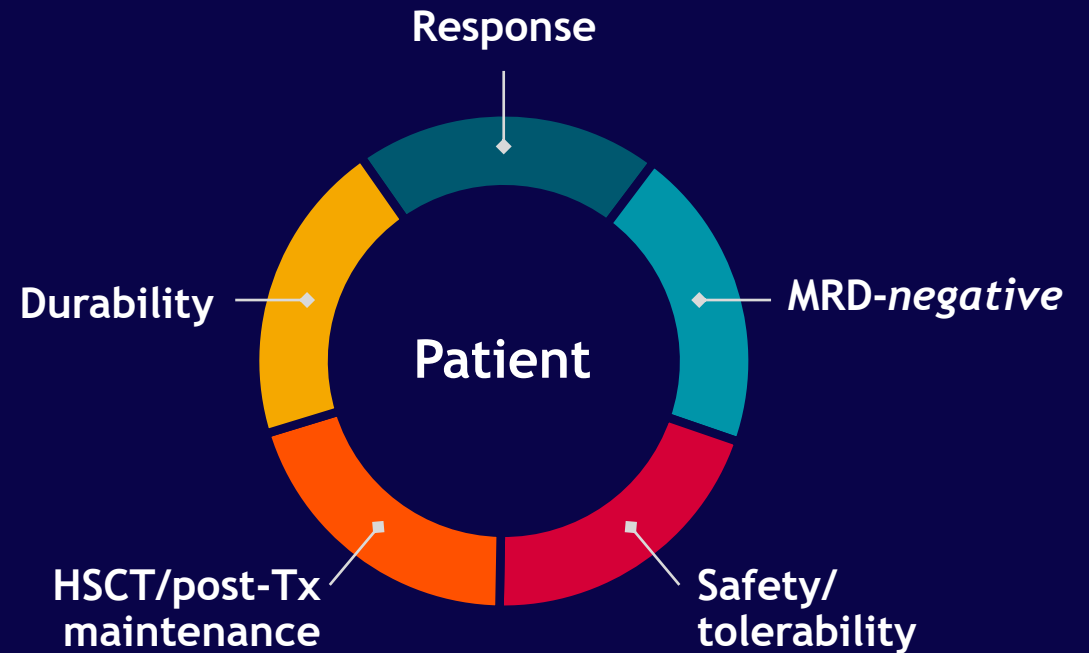 Response
Durability
MRD-negative
Patient
HSCT/post-Tx
maintenance
Safety/
tolerability